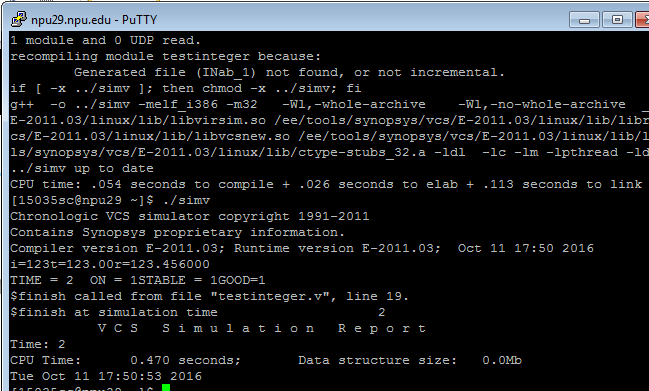 npu29.npu.edu - PuTTY
1 module and 0 UDP read.
recompiling module testinteger because:
Generated file (INab_1) not found, or not incremental.
if [ -x ../simv ]; then chmod -x ../simv; fi
g++ -o ../simv -melf_i386 -m32 -Wl,-whole-archive -Wl,-no-whole-archive _
E-2011.03/linux/lib/libvirsim.so /ee/tools/synopsys/vcs/E-2011.03/linux/lib/libr
cs/E-2011.03/linux/lib/libvcsnew.so /ee/tools/synopsys/vcs/E-2011.03/linux/lib/l
ls/synopsys/vcs/E-2011.03/linux/lib/ctype-stubs_32.a -ldl -lc -lm -lpthread -ld
../simv up to date
CPU time: .054 seconds to compile + .026 seconds to elab + .113 seconds to link
[15035sc@npu29 ~]$ ./simv
Chronologic VCS simulator copyright 1991-2011
Contains Synopsys proprietary information.
Compiler version E-2011.03; Runtime version E-2011.03; Oct 11 17:50 2016
i=123t=123.00r=123.456000
TIME = 2 ON = 1STABLE = 1GOOD=1
$finish called from file "testinteger.v", line 19.
$finish at simulation time 2
V C S S i m u l a t i o n R e p o r t
Time: 2
CPU Time: 0.470 seconds; Data structure size: 0.0Mb
Tue Oct 11 17:50:53 2016
[15035sc@npu29 ~]$